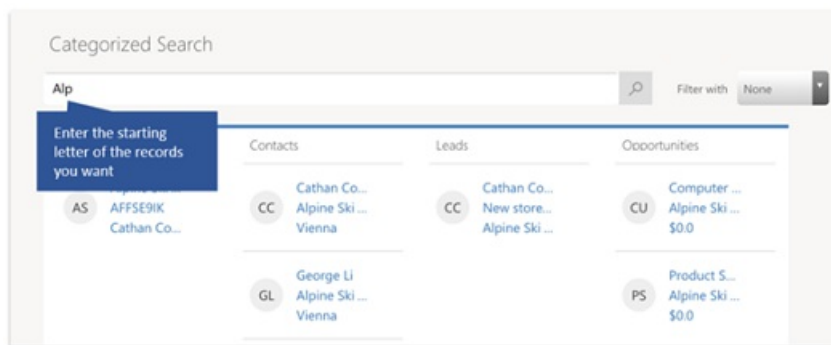 Categorized Search
Alp
Filter with None
Enter the starting
letter of the records
you want
Contacts
Leads
Opportunities
AS
AFFSE9IK
Cathan Co...
CC
Cathan Co...
Alpine Ski ...
Vienna
CC
Cathan Co...
New store...
Alpine Ski ...
CU
Computer ...
Alpine Ski ...
$0.0
GL
George Li
Alpine Ski ...
Vienna
PS
Product S...
Alpine Ski ...
$0.0